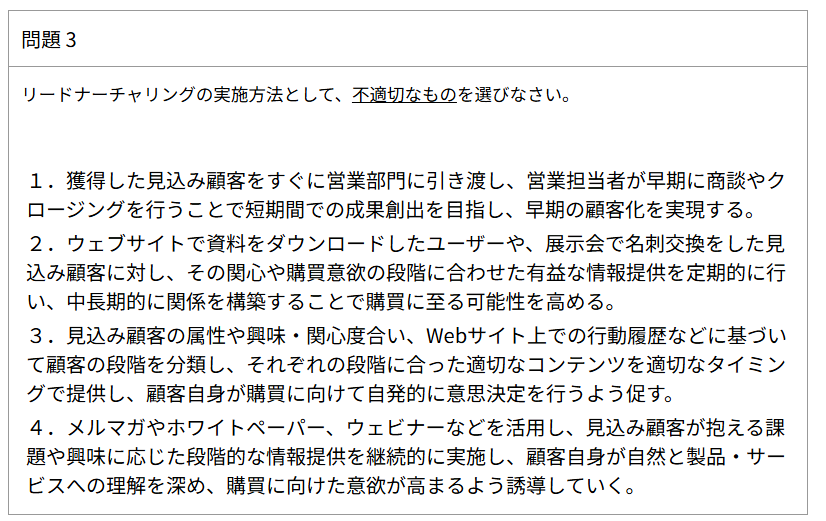 問題 3
リードナーチャリングの実施方法として、不適切なものを選びなさい。
１．獲得した見込み顧客をすぐに営業部門に引き渡し、営業担当者が早期に商談やク
ロージングを行うことで短期間での成果創出を目指し、早期の顧客化を実現する。
２．ウェブサイトで資料をダウンロードしたユーザーや、展示会で名刺交換をした見
込み顧客に対し、その関心や購買意欲の段階に合わせた有益な情報提供を定期的に行
い、中長期的に関係を構築することで購買に至る可能性を高める。
３．見込み顧客の属性や興味・関心度合い、Webサイト上での行動履歴などに基づい
て顧客の段階を分類し、それぞれの段階に合った適切なコンテンツを適切なタイミン
グで提供し、顧客自身が購買に向けて自発的に意思決定を行うよう促す。
４．メルマガやホワイトペーパー、ウェビナーなどを活用し、見込み顧客が抱える課
題や興味に応じた段階的な情報提供を継続的に実施し、顧客自身が自然と製品・サー
ビスへの理解を深め、購買に向けた意欲が高まるよう誘導していく。